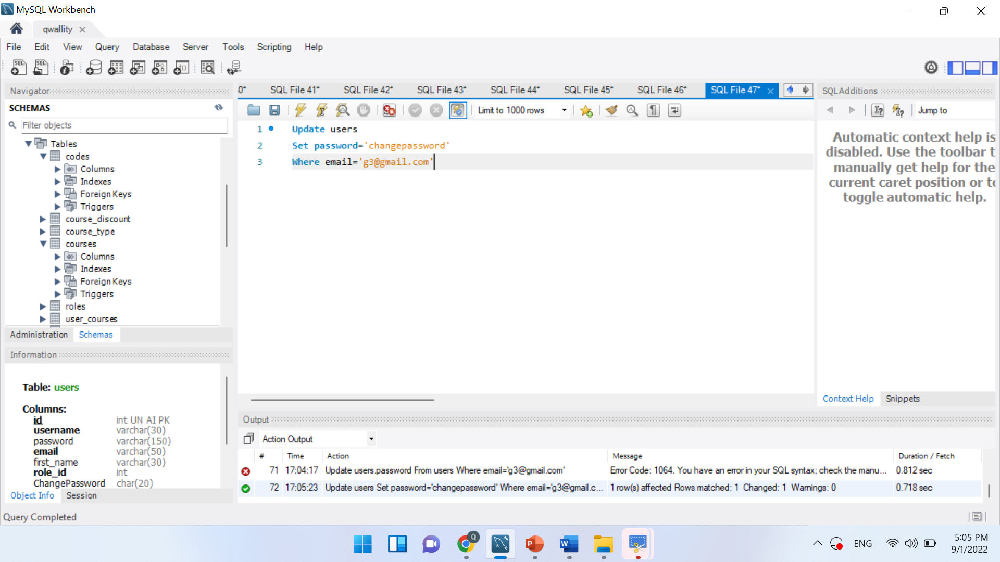 MySQL Workbench
qwallity
File Edit View Query Database Server Tools Scripting Help
Navigator
SCHEMAS
Filter objects
Tables
codes
Columns
Indexes
Foreign Keys
Triggers
course_discount
course_type
courses
Columns
Indexes
Foreign Keys
Triggers
roles
user_courses
Administration Schemas
Information
Table: users
Columns:
id int UN AI PK
username varchar(30)
password varchar(150)
email varchar(50)
first_name varchar(30)
role_id int
ChangePassword char(20)
Object Info Session
Query Completed
0* SQL File 41* SQL File 42* SQL File 43* SQL File 44* SQL File 45* SQL File 46* SQL File 47*
Limit to 1000 rows
1 Update users
2 Set password='changepassword'
3 Where email='g3@gmail.com'
SQLAdditions
Jump to
Automatic context help is
disabled. Use the toolbar t
manually get help for the
current caret position or to
toggle automatic help.
Context Help Snippets
Output
Action Output
# Time Action Message Duration / Fetch
71 17:04:17 Update users.password From users Where email='g3@gmail.com' Error Code: 1064. You have an error in your SQL syntax; check the manu... 0.812 sec
72 17:05:23 Update users Set password='changepassword' Where email='g3@gmail.c... 1 row(s) affected Rows matched: 1 Changed: 1 Warnings: 0 0.718 sec
ENG
5:05 PM
9/1/2022